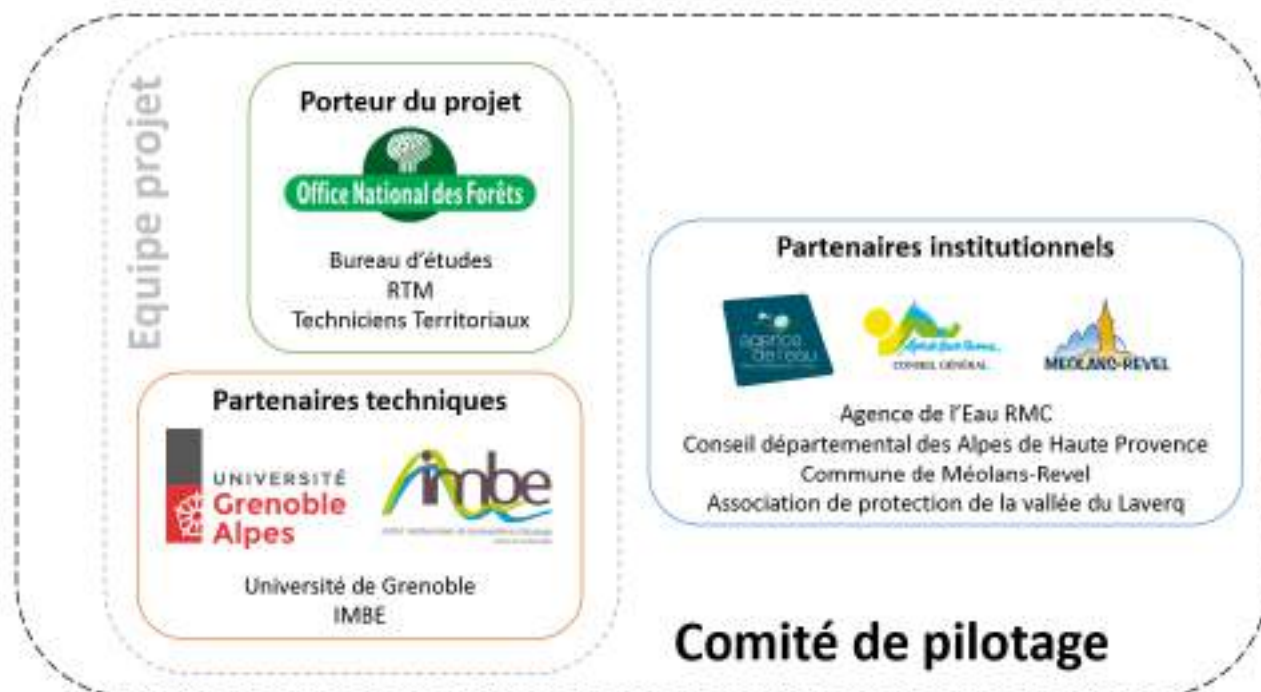 Equipe projet
Porteur du projet
Office National des Forêts
Bureau d'études
RTM
Techniciens Territoriaux
Partenaires techniques
UNIVERSITÉ
Grenoble
Alpes
imbe
Université de Grenoble
IMBE
Partenaires institutionnels
agence
de l'eau
CONSEIL GÉNÉRAL
MEOLANS-REVEL
Agence de l'Eau RMC
Conseil départemental des Alpes de Haute Provence
Commune de Méolans-Revel
Association de protection de la vallée du Laverq
Comité de pilotage